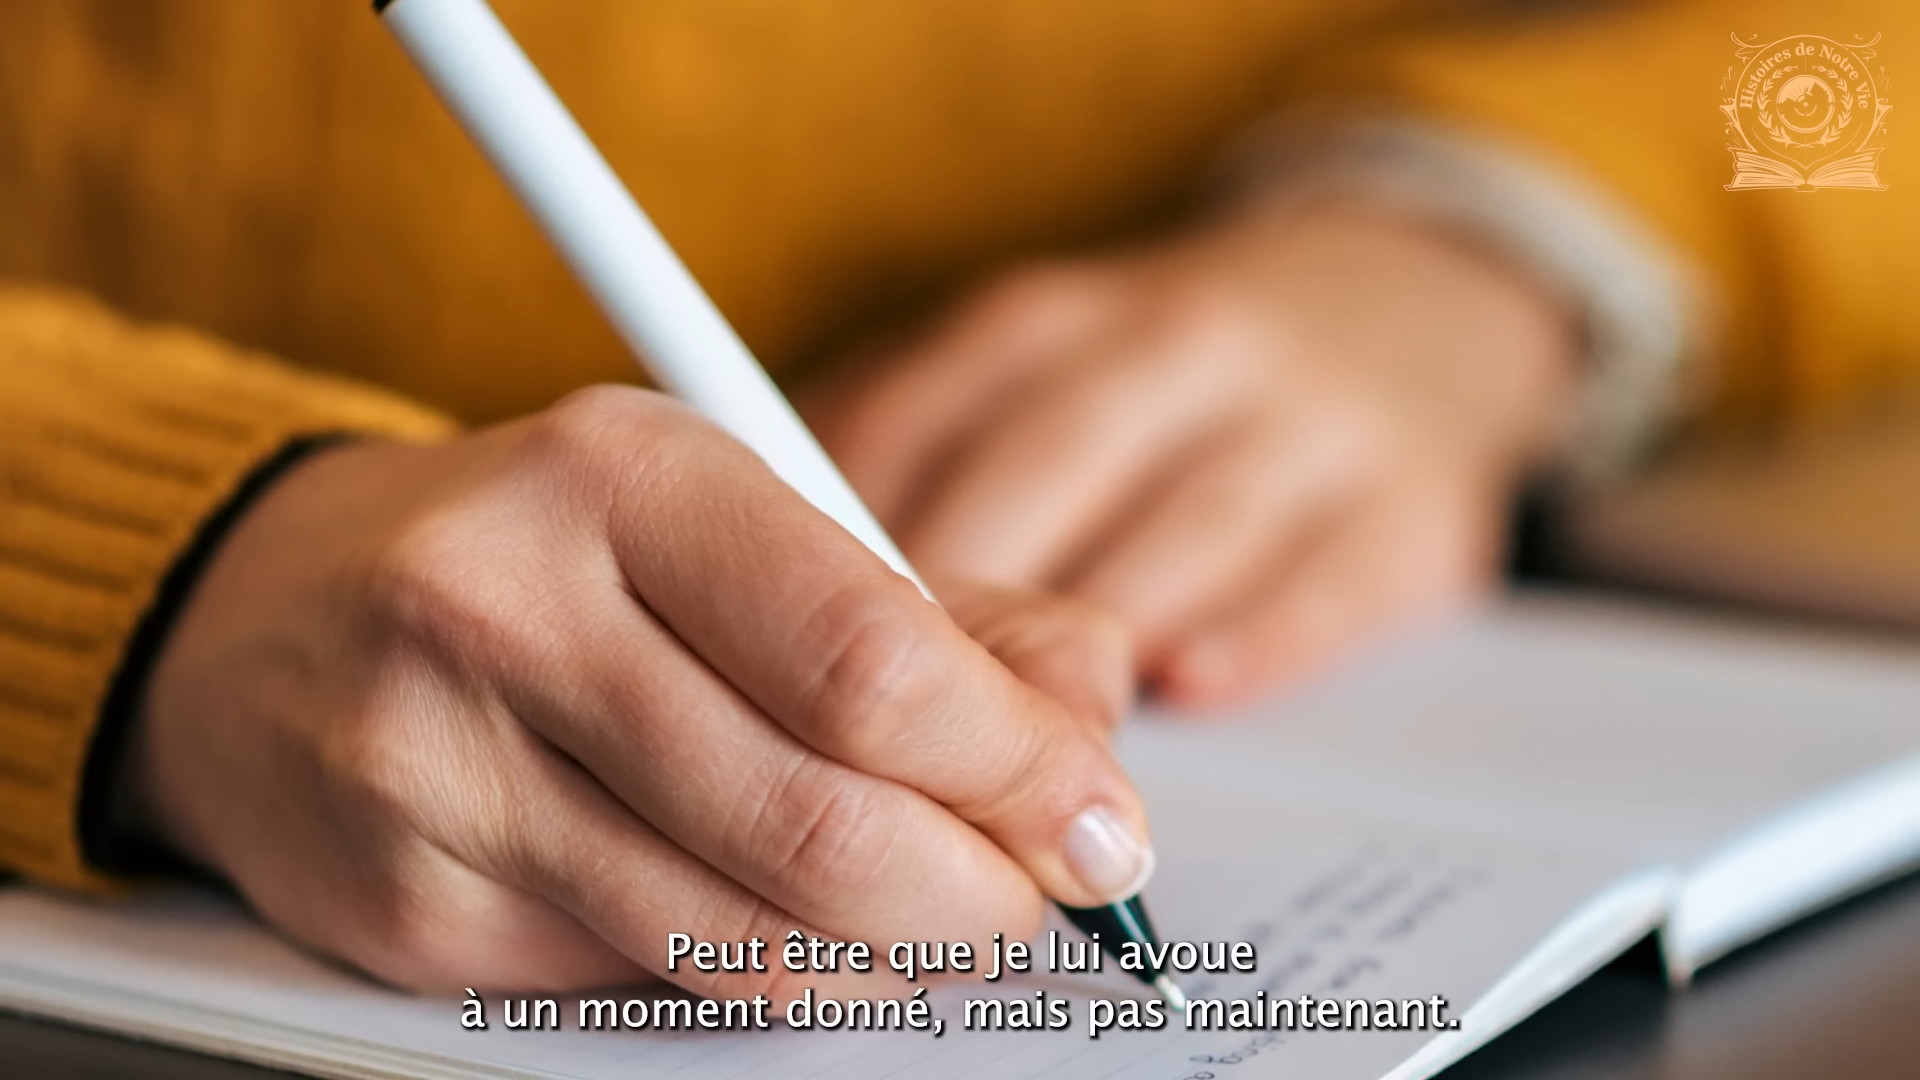 Histoires de Notre Vie
Peut être que je lui avoue
à un moment donné, mais pas maintenant.